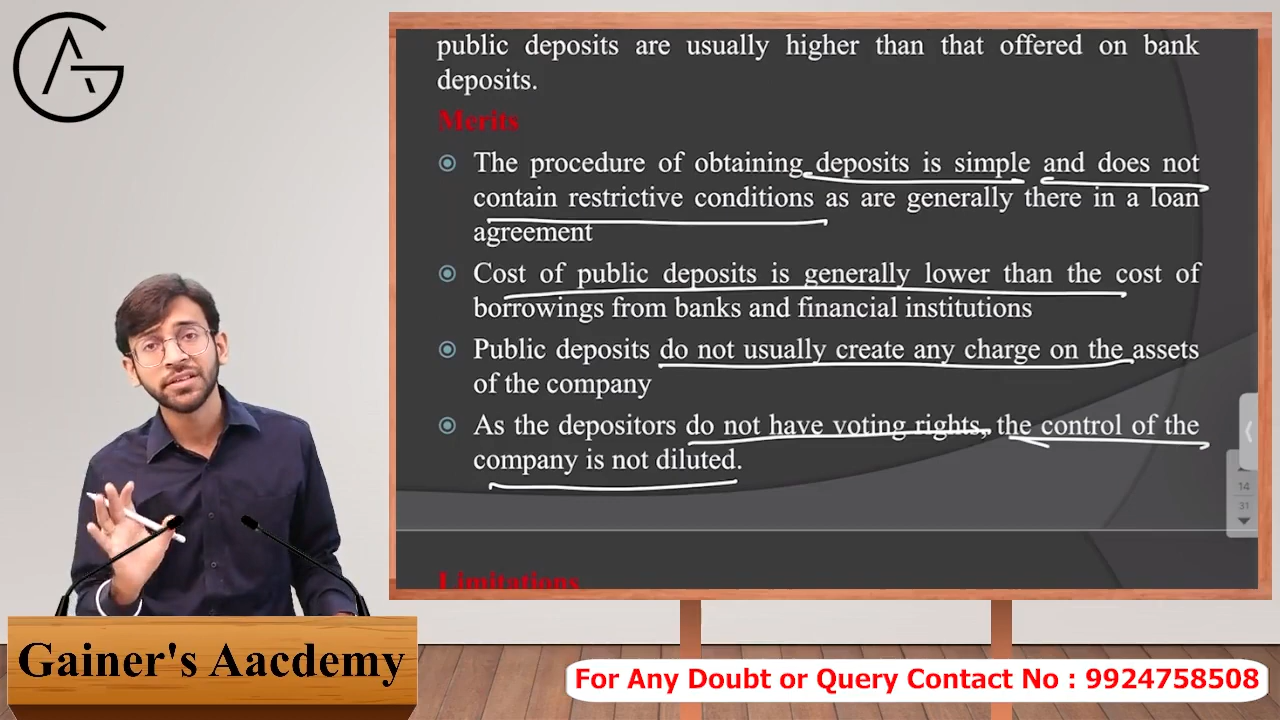 public deposits are usually higher than that offered on bank
deposits.
Merits
The procedure of obtaining deposits is simple and does not
contain restrictive conditions as are generally there in a loan
agreement
Cost of public deposits is generally lower than the cost of
borrowings from banks and financial institutions
Public deposits do not usually create any charge on the assets
of the company
As the depositors do not have voting rights, the control of the
company is not diluted.
14
31
Limitations
Gainer's Aacdemy
For Any Doubt or Query Contact No : 9924758508